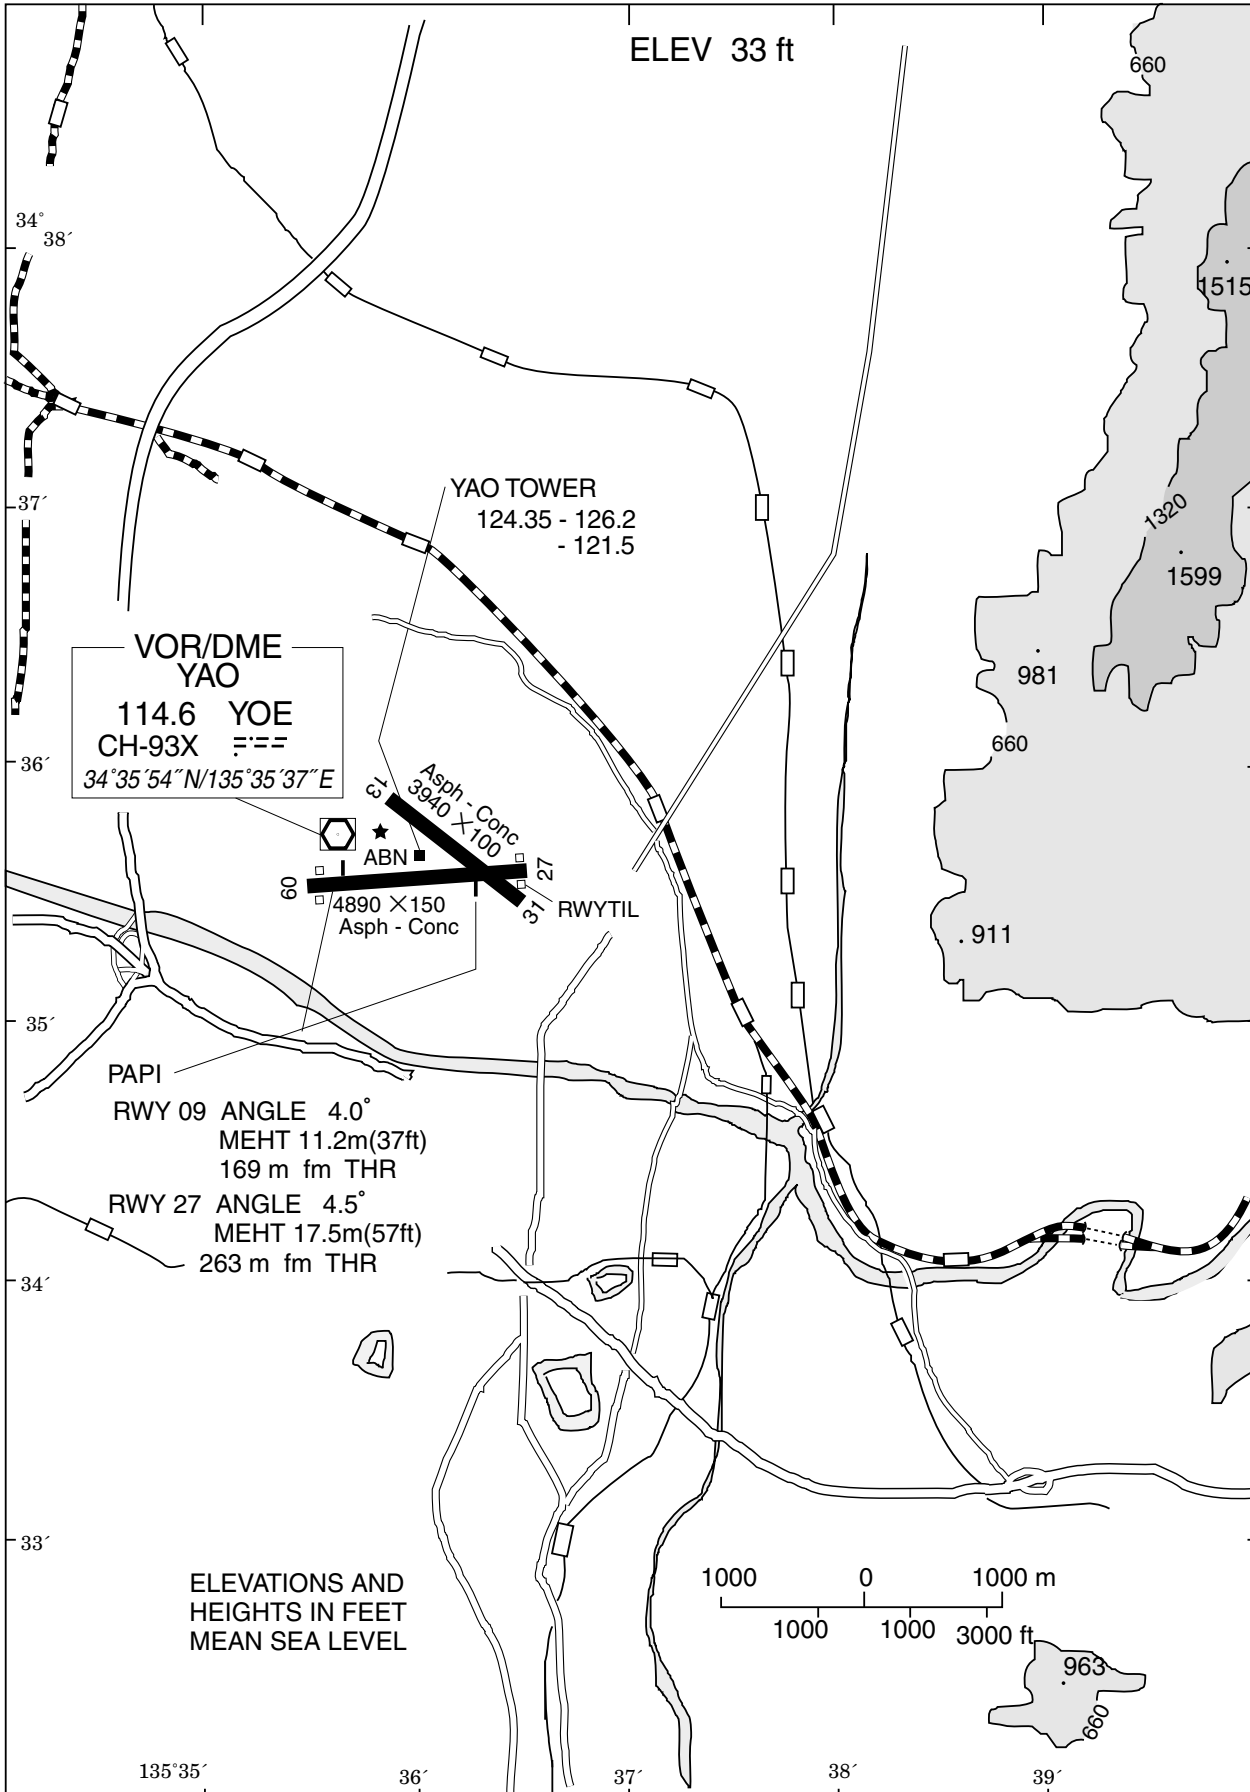 ELEV 33 ft
660
34°
38´
1515
37´
YAO TOWER
124.35 - 126.2
- 121.5
1320
1599
VOR/DME
YAO
114.6 YOE
CH-93X
34°35´54″N/135°35´37″E
981
660
36´
13
Asph - Conc
3940 ×100
ABN
09
27
4890 ×150
Asph - Conc
31
RWYTIL
. 911
35´
PAPI
RWY 09 ANGLE 4.0°
MEHT 11.2m(37ft)
169 m fm THR
RWY 27 ANGLE 4.5°
MEHT 17.5m(57ft)
263 m fm THR
34´
33´
ELEVATIONS AND
HEIGHTS IN FEET
MEAN SEA LEVEL
1000 0 1000 m
1000 1000 3000 ft
963
660
135°35´ 36´ 37´ 38´ 39´